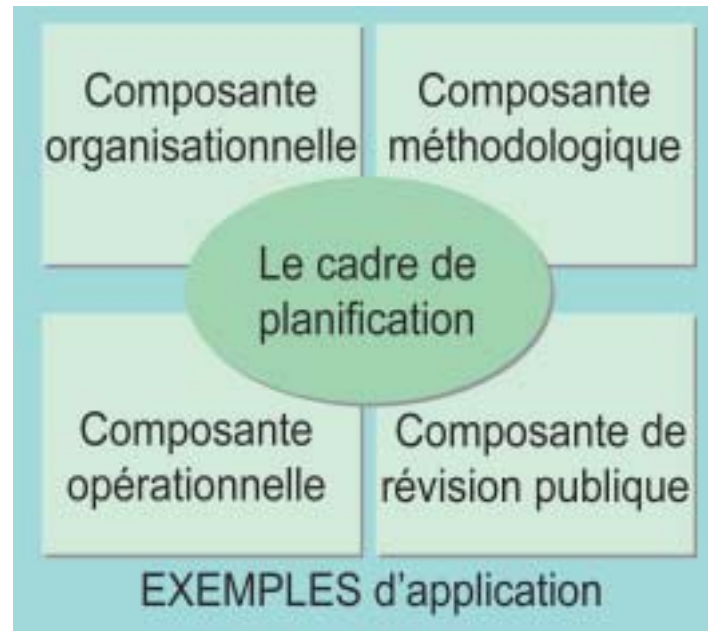 Composante
organisationnelle
Composante
méthodologique
Le cadre de
planification
Composante
opérationnelle
Composante de
révision publique
EXEMPLES d'application